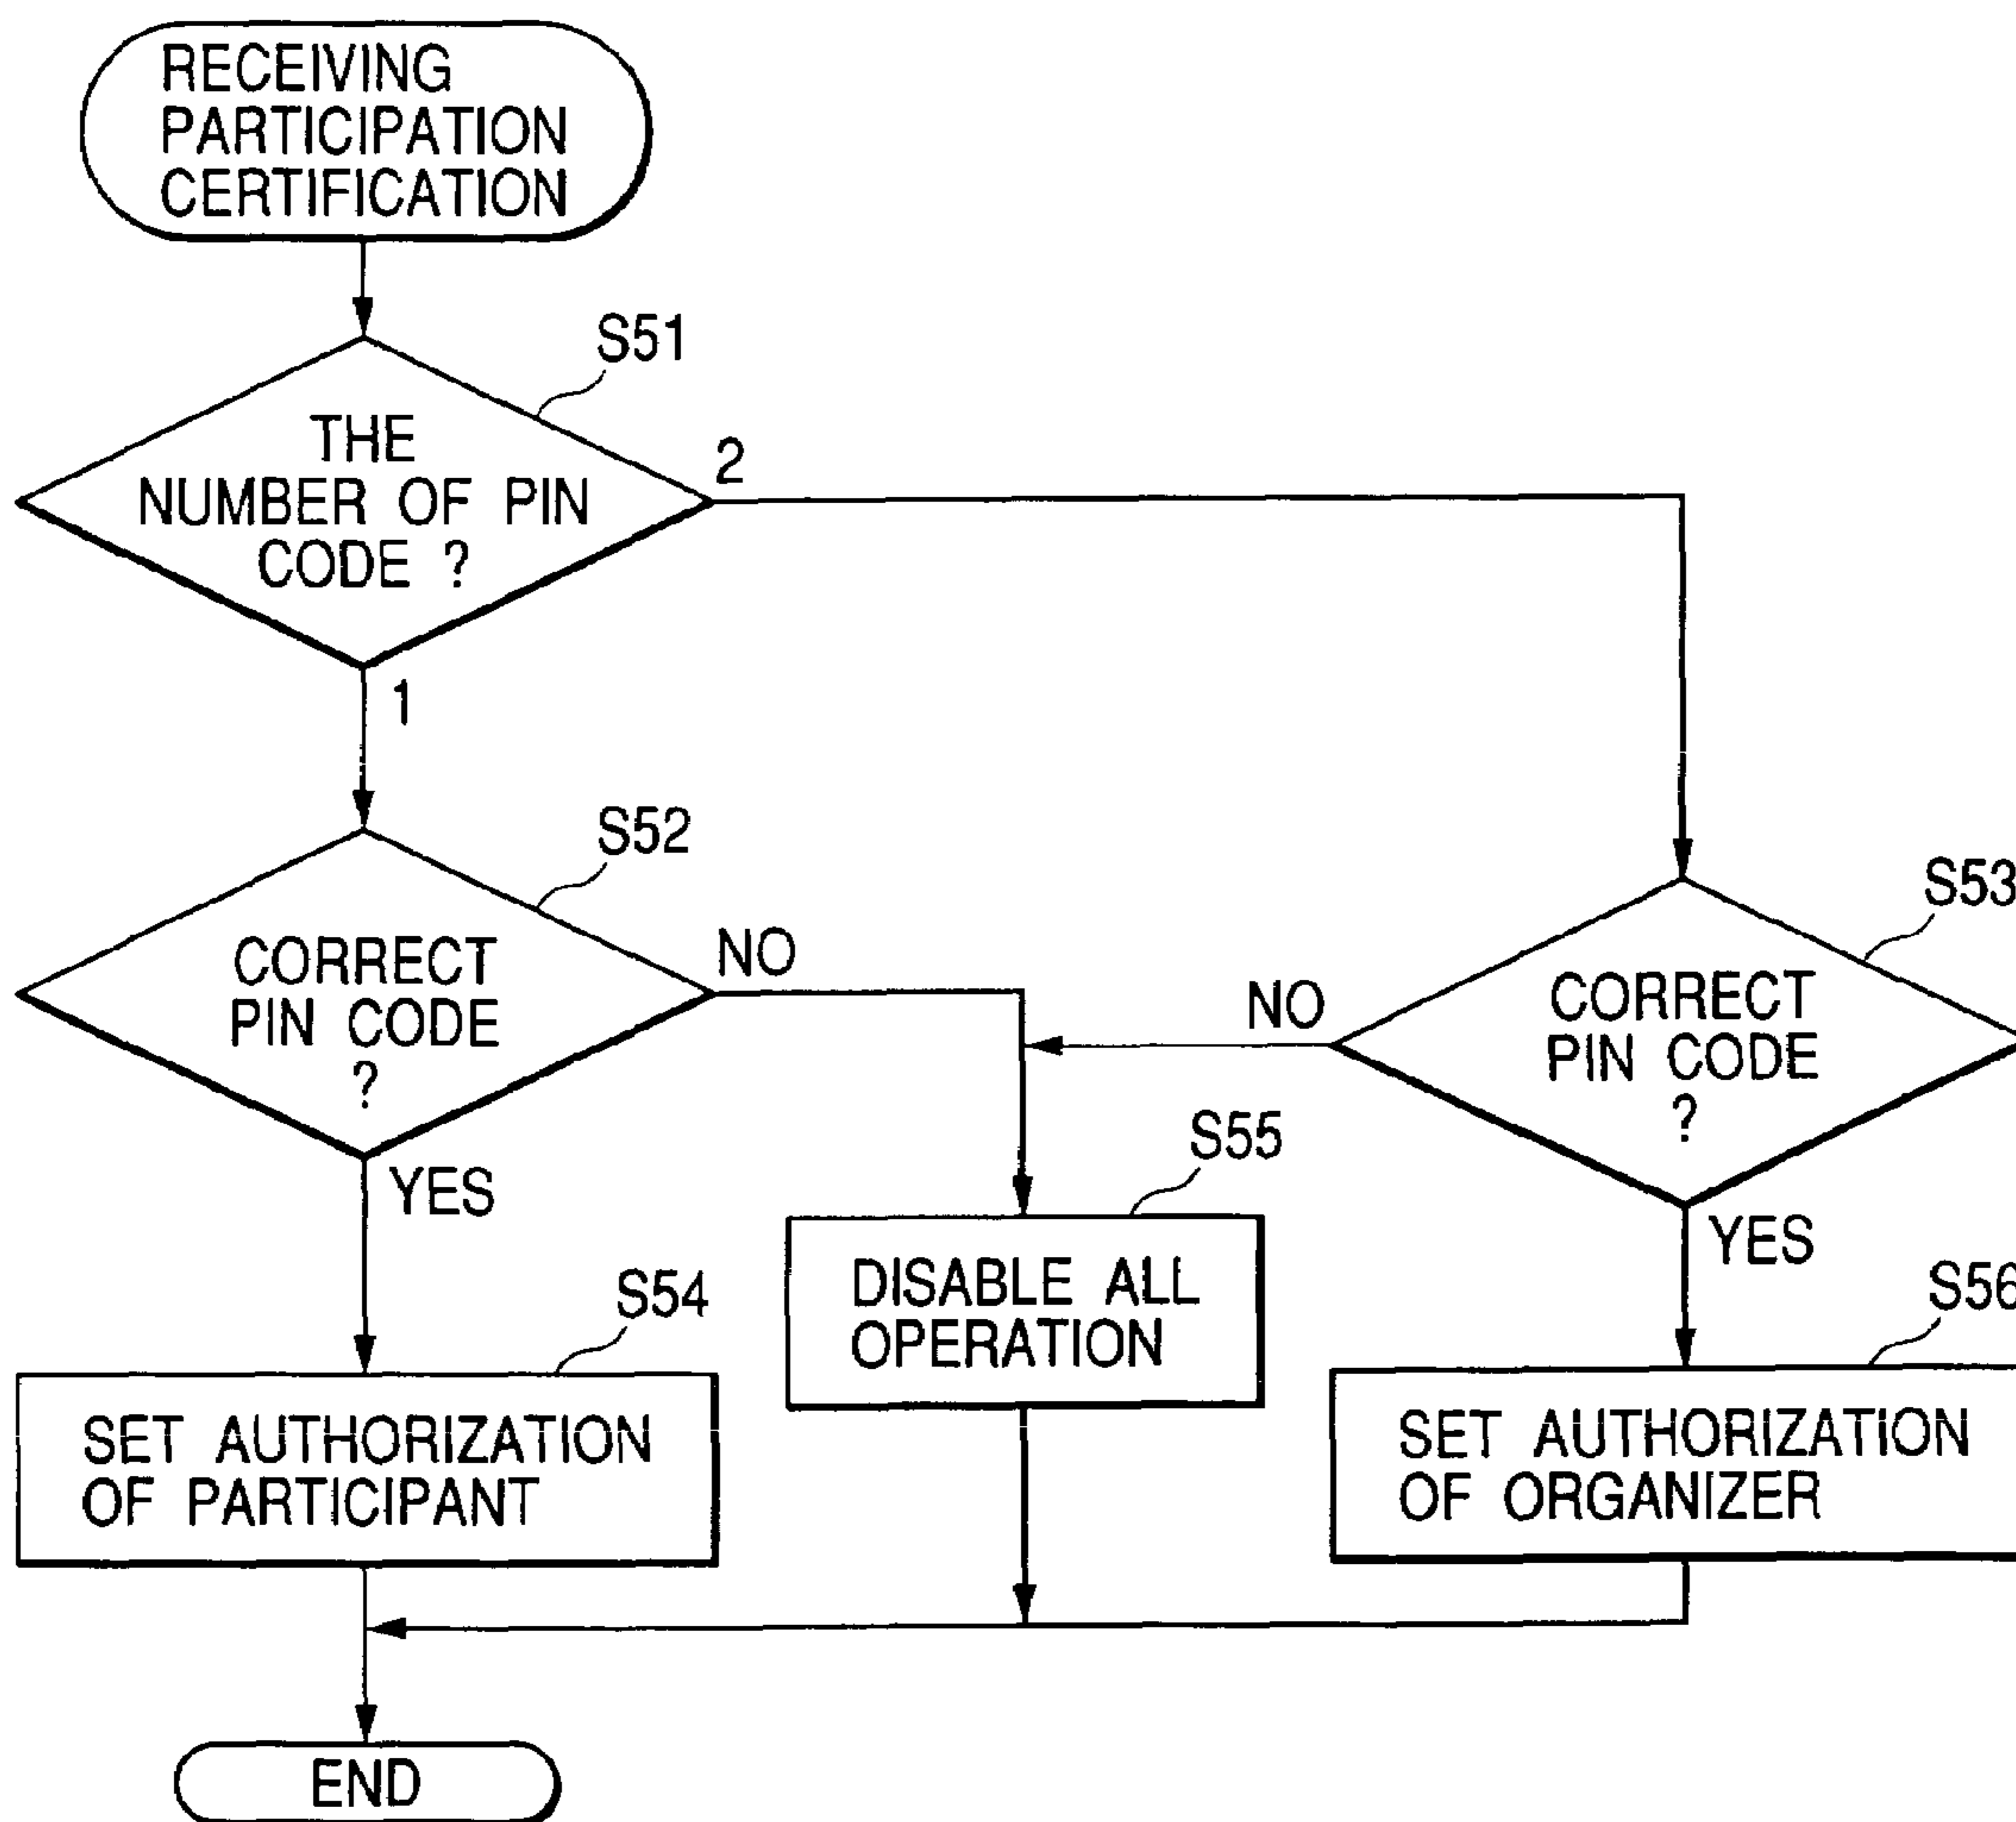 RECEIVING
PARTICIPATION
CERTIFICATION
S51
THE
NUMBER OF PIN
CODE ?
2
1
S52
CORRECT
PIN CODE
?
NO
YES
S53
CORRECT
PIN CODE
?
NO
YES
S55
DISABLE ALL
OPERATION
S54
SET AUTHORIZATION
OF PARTICIPANT
S56
SET AUTHORIZATION
OF ORGANIZER
END